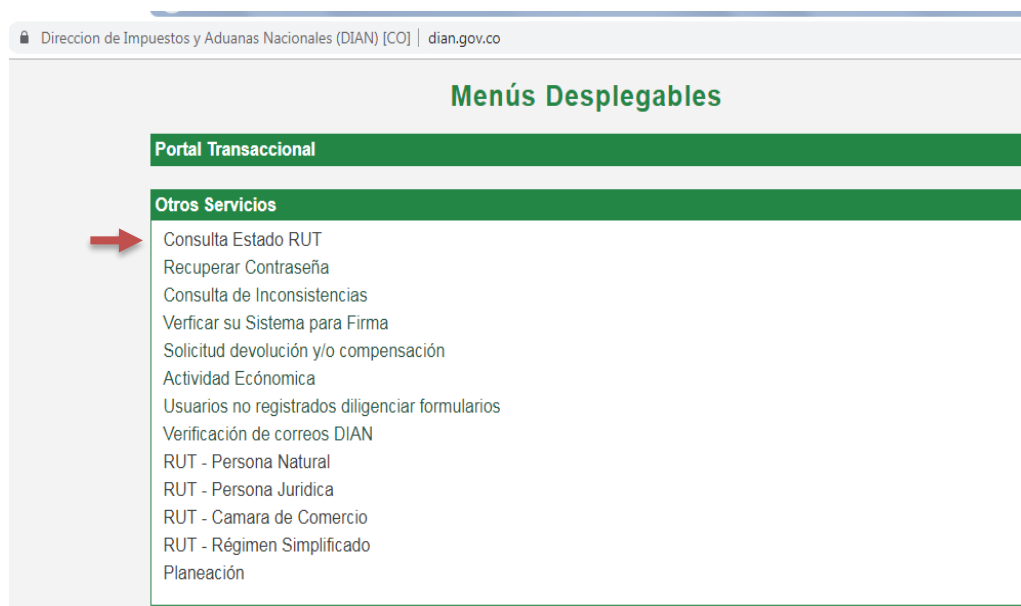 Direccion de Impuestos y Aduanas Nacionales (DIAN) [CO] | dian.gov.co
Menús Desplegables
Portal Transaccional
Otros Servicios
Consulta Estado RUT
Recuperar Contraseña
Consulta de Inconsistencias
Verficar su Sistema para Firma
Solicitud devolución y/o compensación
Actividad Ecónomica
Usuarios no registrados diligenciar formularios
Verificación de correos DIAN
RUT - Persona Natural
RUT - Persona Juridica
RUT - Camara de Comercio
RUT - Régimen Simplificado
Planeación